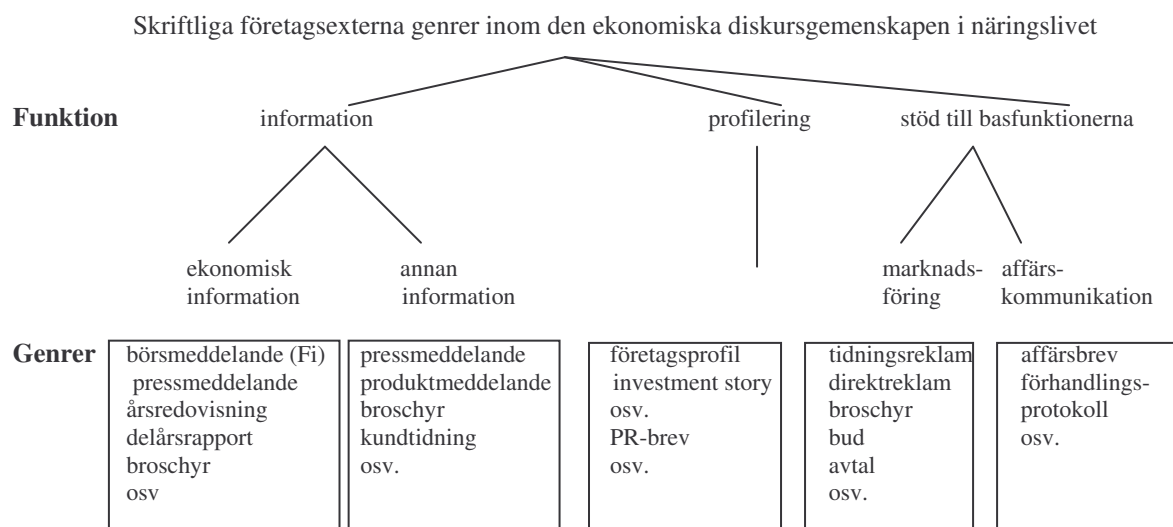 Skriftliga företagsexterna genrer inom den ekonomiska diskursgemenskapen i näringslivet
Funktion information profilering stöd till basfunktionerna
ekonomisk
information
annan
information
marknads-
föring
affärs-
kommunikation
Genrer
börsmeddelande (Fi)
pressmeddelande
årsredovisning
delårsrapport
broschyr
osv
pressmeddelande
produktmeddelande
broschyr
kundtidning
osv.
företagsprofil
investment story
osv.
PR-brev
osv.
tidningsreklam
direktreklam
broschyr
bud
avtal
osv.
affärsbrev
förhandlings-
protokoll
osv.